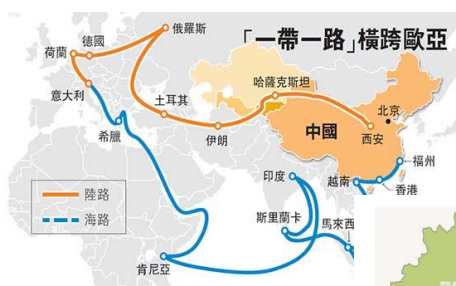 「一帶一路」橫跨歐亞
俄羅斯
德國
荷蘭
意大利
希臘
土耳其
伊朗
哈薩克斯坦
北京
中國
西安
福州
印度
越南
香港
斯里蘭卡
馬來西
肯尼亞
陸路
海路